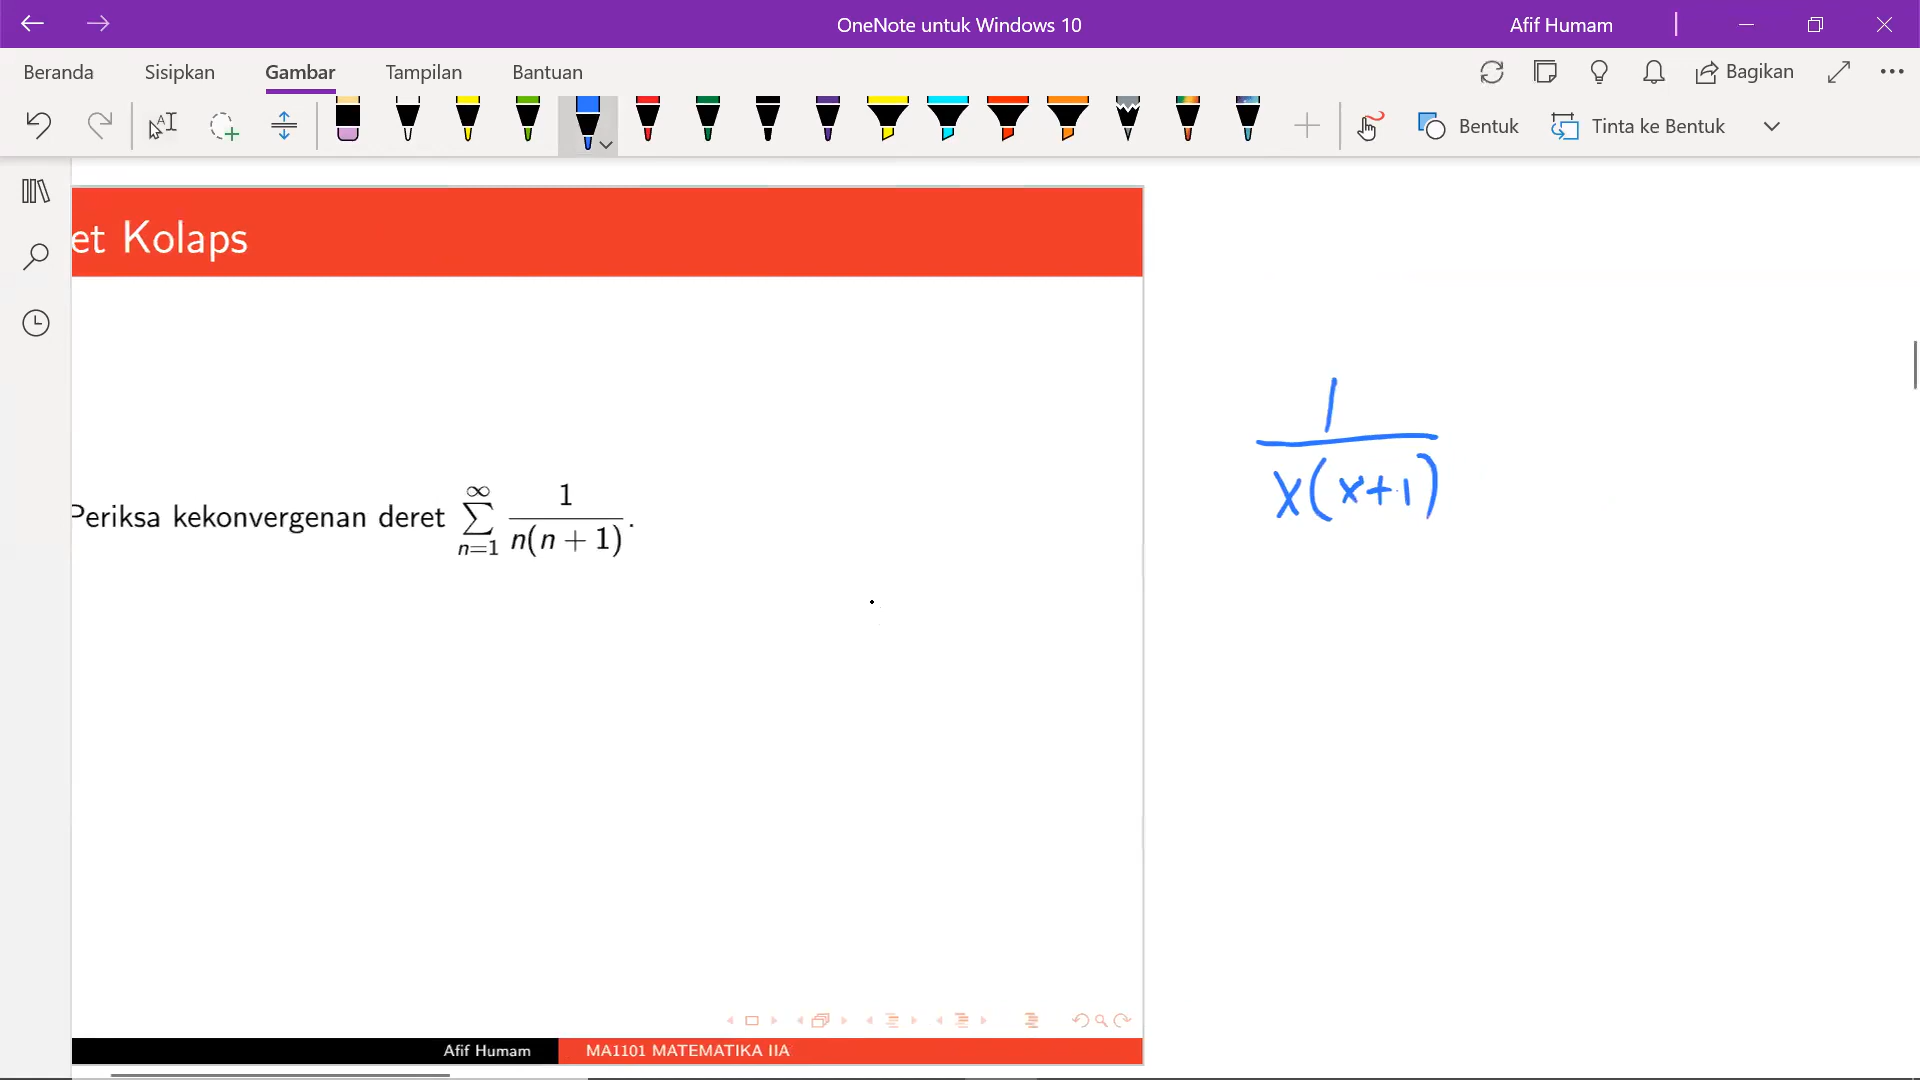 OneNote untuk Windows 10
Afif Humam
Beranda Sisipkan Gambar Tampilan Bantuan
Bagikan
Bentuk Tinta ke Bentuk
et Kolaps
Periksa kekonvergenan deret ∑_{n=1}^{∞} 1/(n(n + 1)).
1/(x(x+1))
Afif Humam MA1101 MATEMATIKA IIA